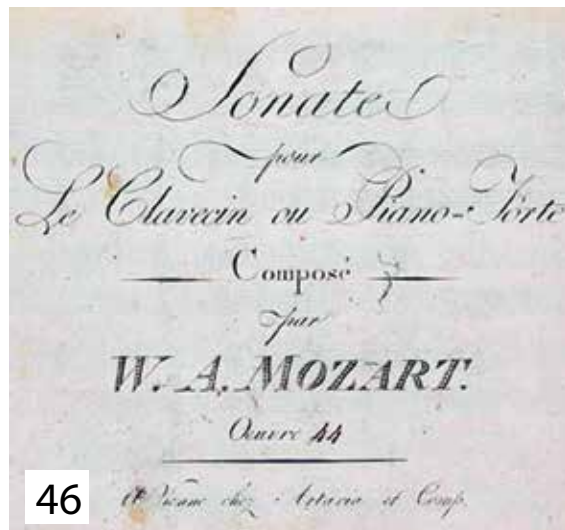 Sonate
pour
Le Clavecin ou Piano-Forte
Composé
par
W. A. MOZART.
Oeuvre 44
A Vienne chez Artaria et Comp.
46